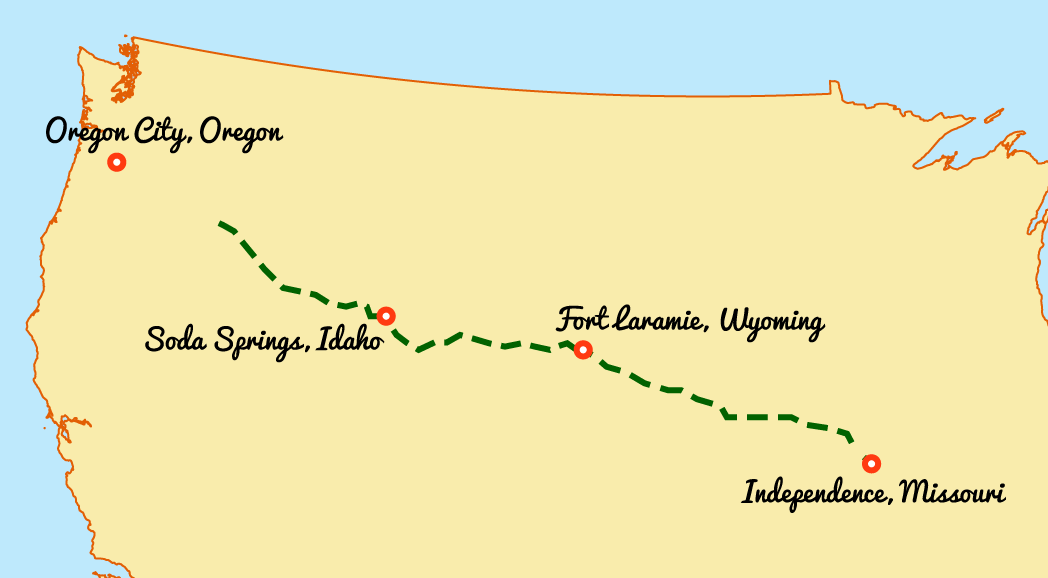 Oregon City, Oregon
Fort Laramie, Wyoming
Soda Springs, Idaho
Independence, Missouri